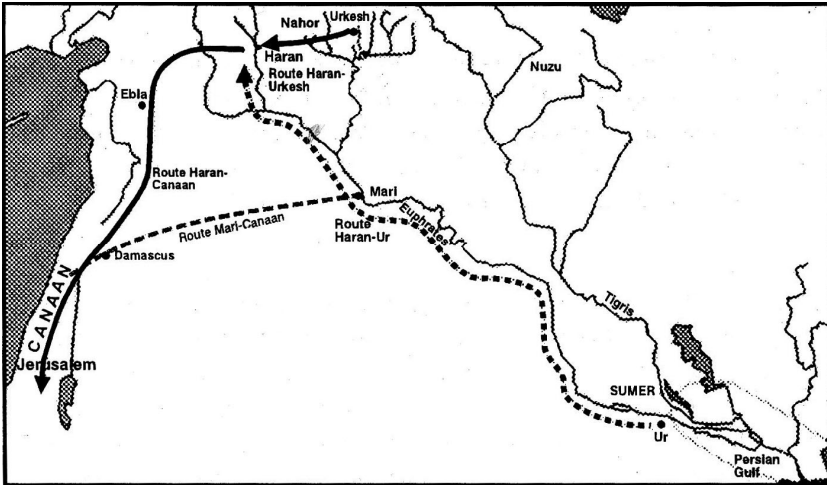 Nahor
Urkesh
Haran
Route Haran-
Urkesh
Nuzu
Ebla
Route Haran-
Canaan
Mari
Route Mari-Canaan
Route
Haran-Ur
Euphrates
Damascus
CANAAN
Jerusalem
Tigris
SUMER
Ur
Persian
Gulf